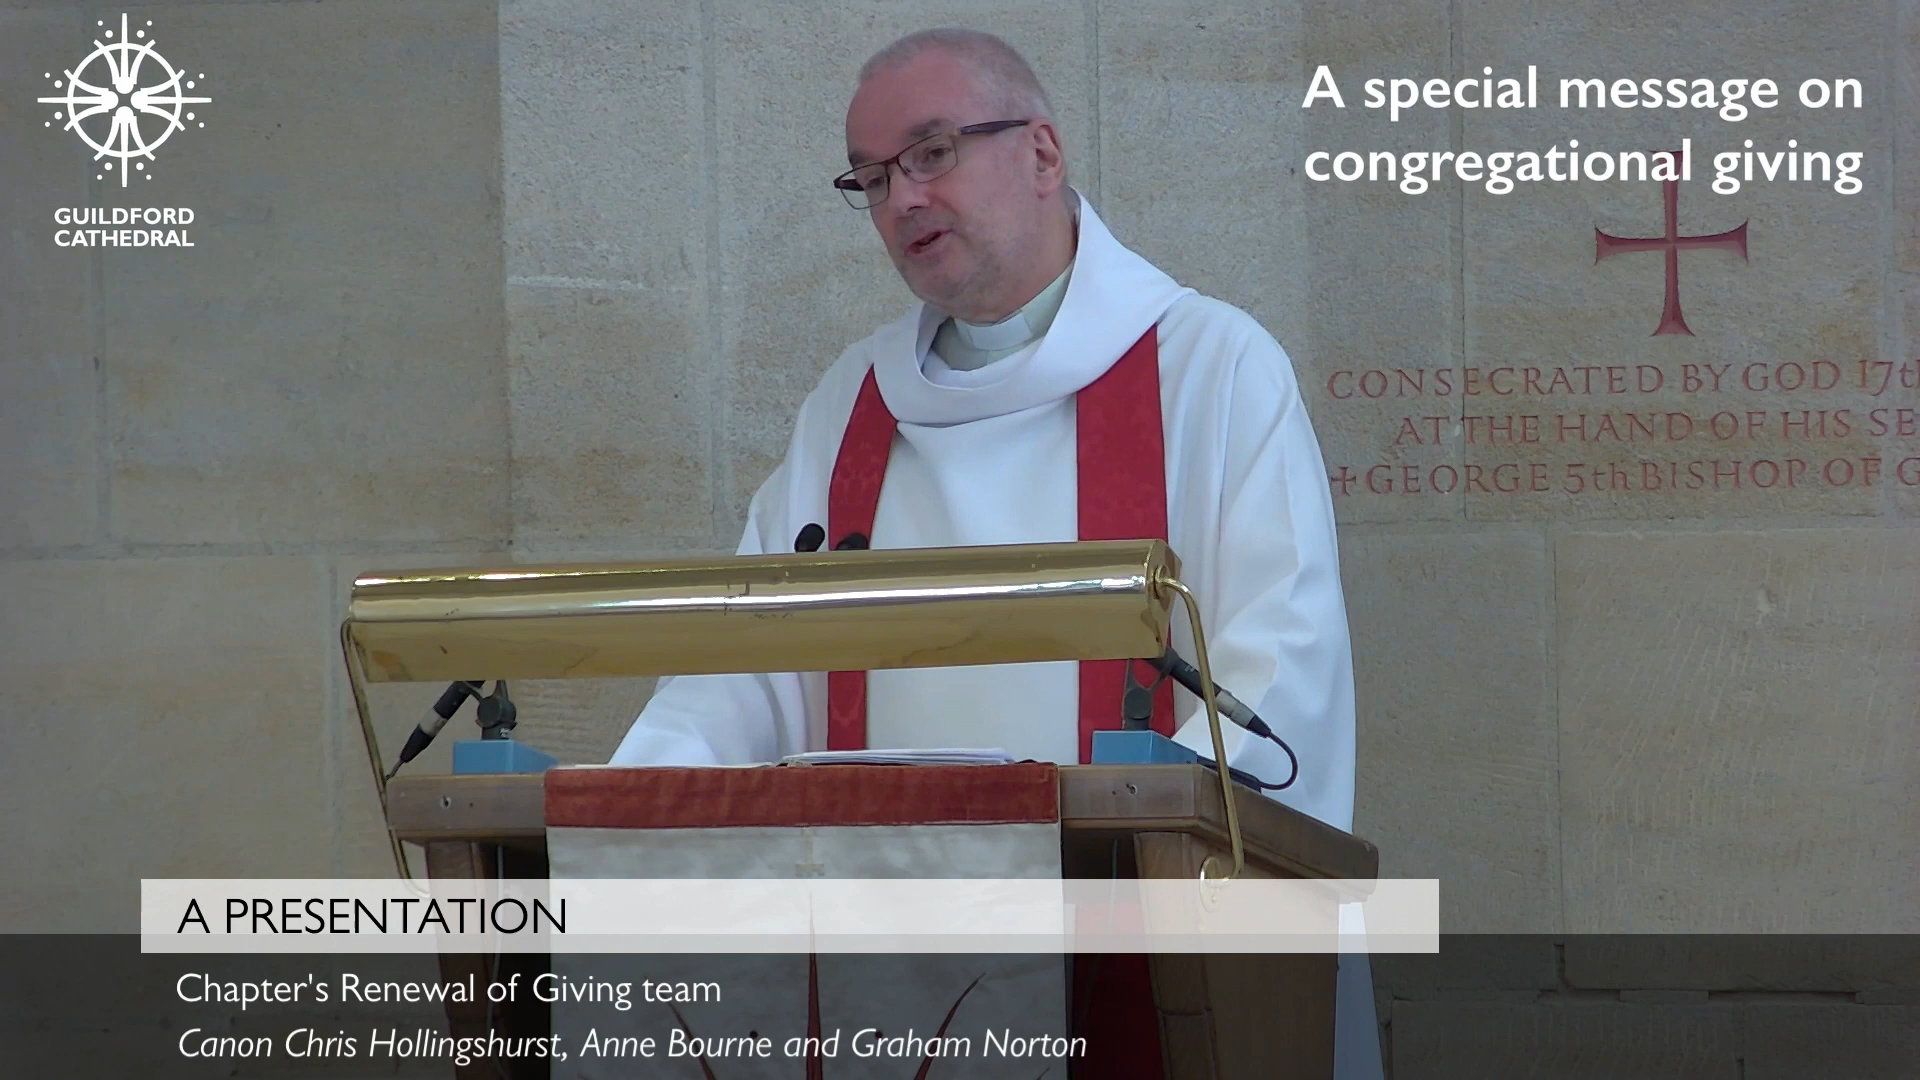 GUILDFORD
CATHEDRAL
A special message on
congregational giving
CONSECRATED BY GOD 17th
AT THE HAND OF HIS
GEORGE 5th BISHOP OF
A PRESENTATION
Chapter's Renewal of Giving team
Canon Chris Hollingshurst, Anne Bourne and Graham Norton